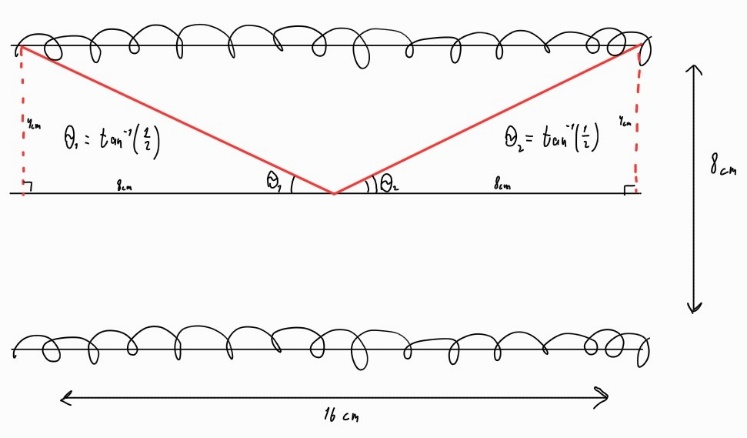 4cm
θ₁ = tan⁻¹(1/2)
θ₂ = tan⁻¹(1/2)
4cm
8cm
8cm
θ₁
θ₂
8cm
16 cm